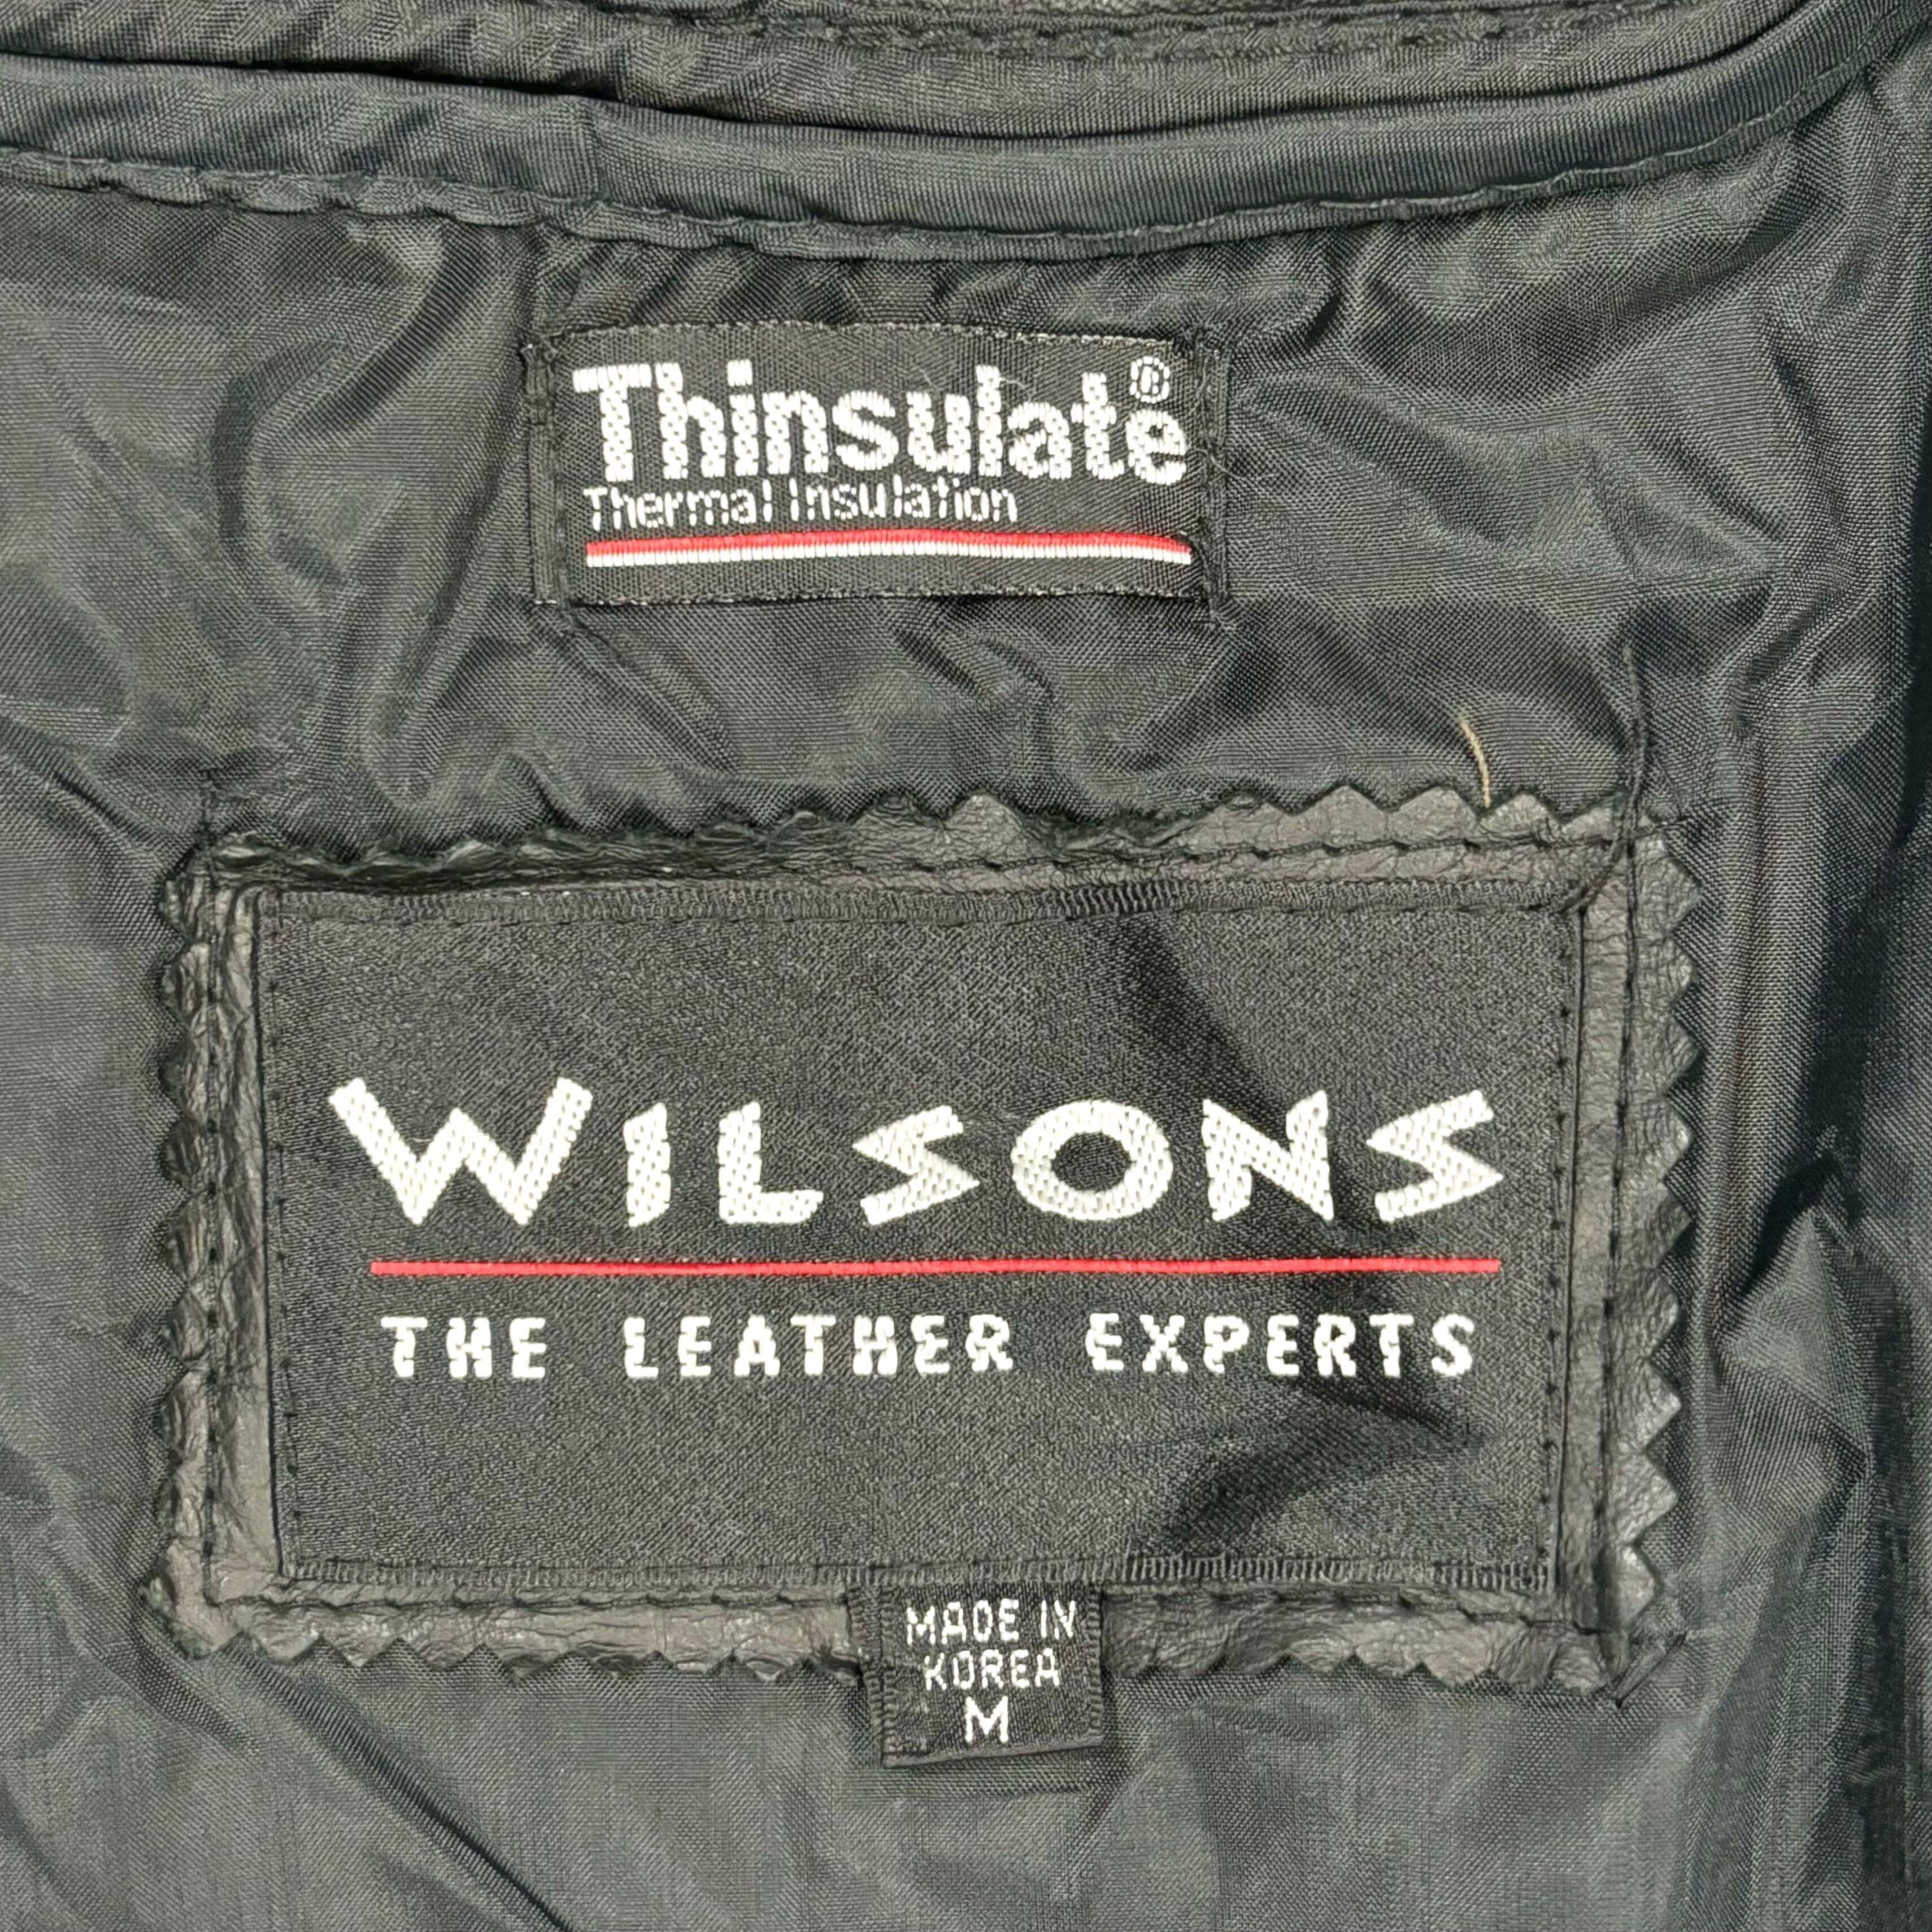 Thinsulate®
Thermal Insulation
WILSONS
THE LEATHER EXPERTS
MADE IN
KOREA
M